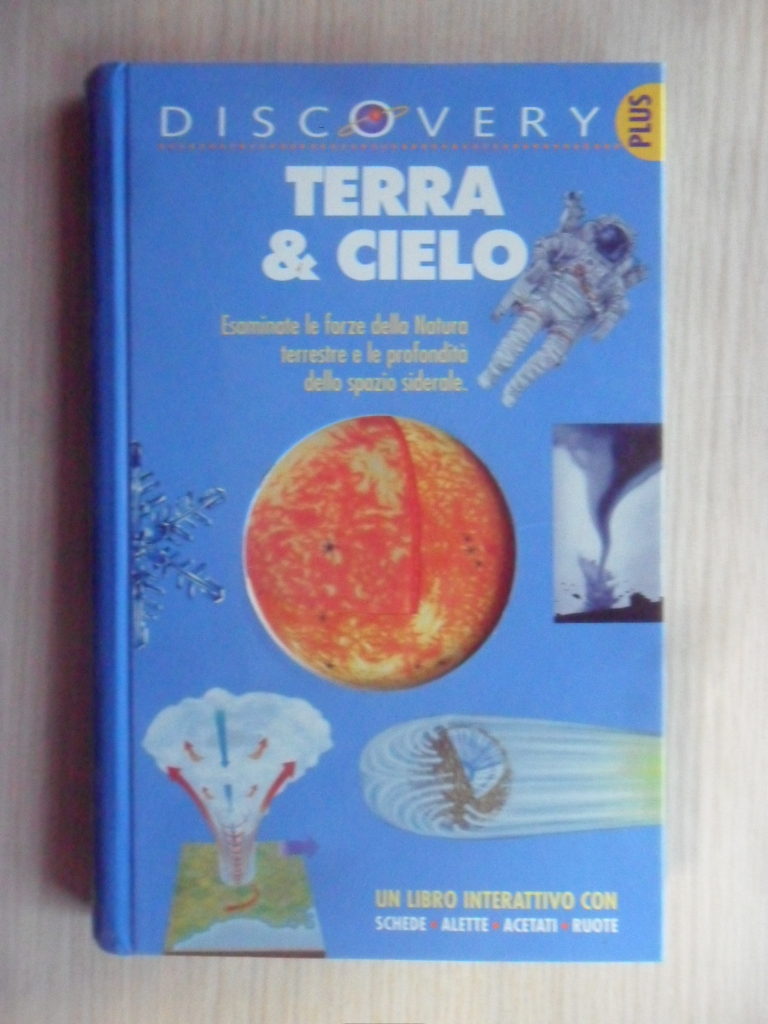 DISCOVERY
PLUS
TERRA
& CIELO
Esaminate le forze della Natura
terrestre e le profondità
dello spazio siderale.
UN LIBRO INTERATTIVO CON
SCHEDE • ALETTE • ACETATI • RUOTE